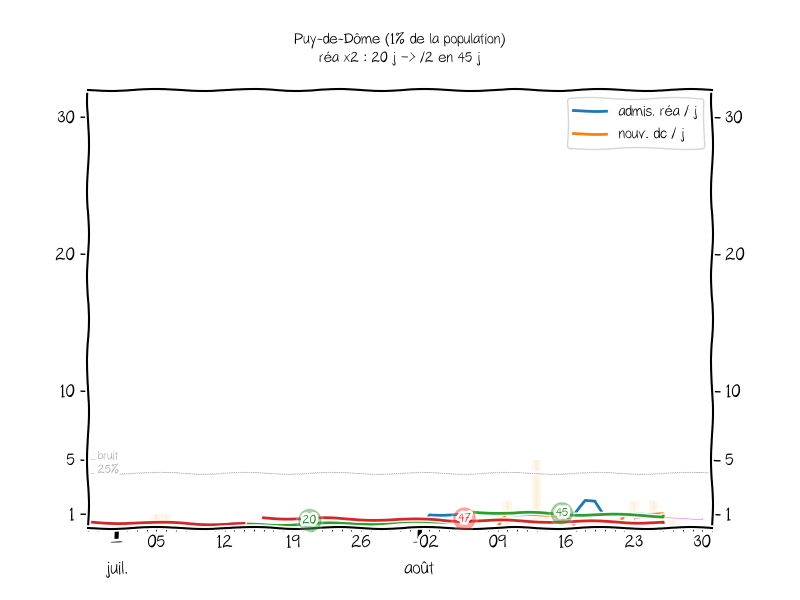 Puy-de-Dôme (1% de la population)
réa x2 : 20 j -> /2 en 45 j
admis. réa / j
nouv. dc / j
30 30
20 20
10 10
5 5
1 1
bruit
25%
20 47 45
05 12 19 26 02 09 16 23 30
juil. août